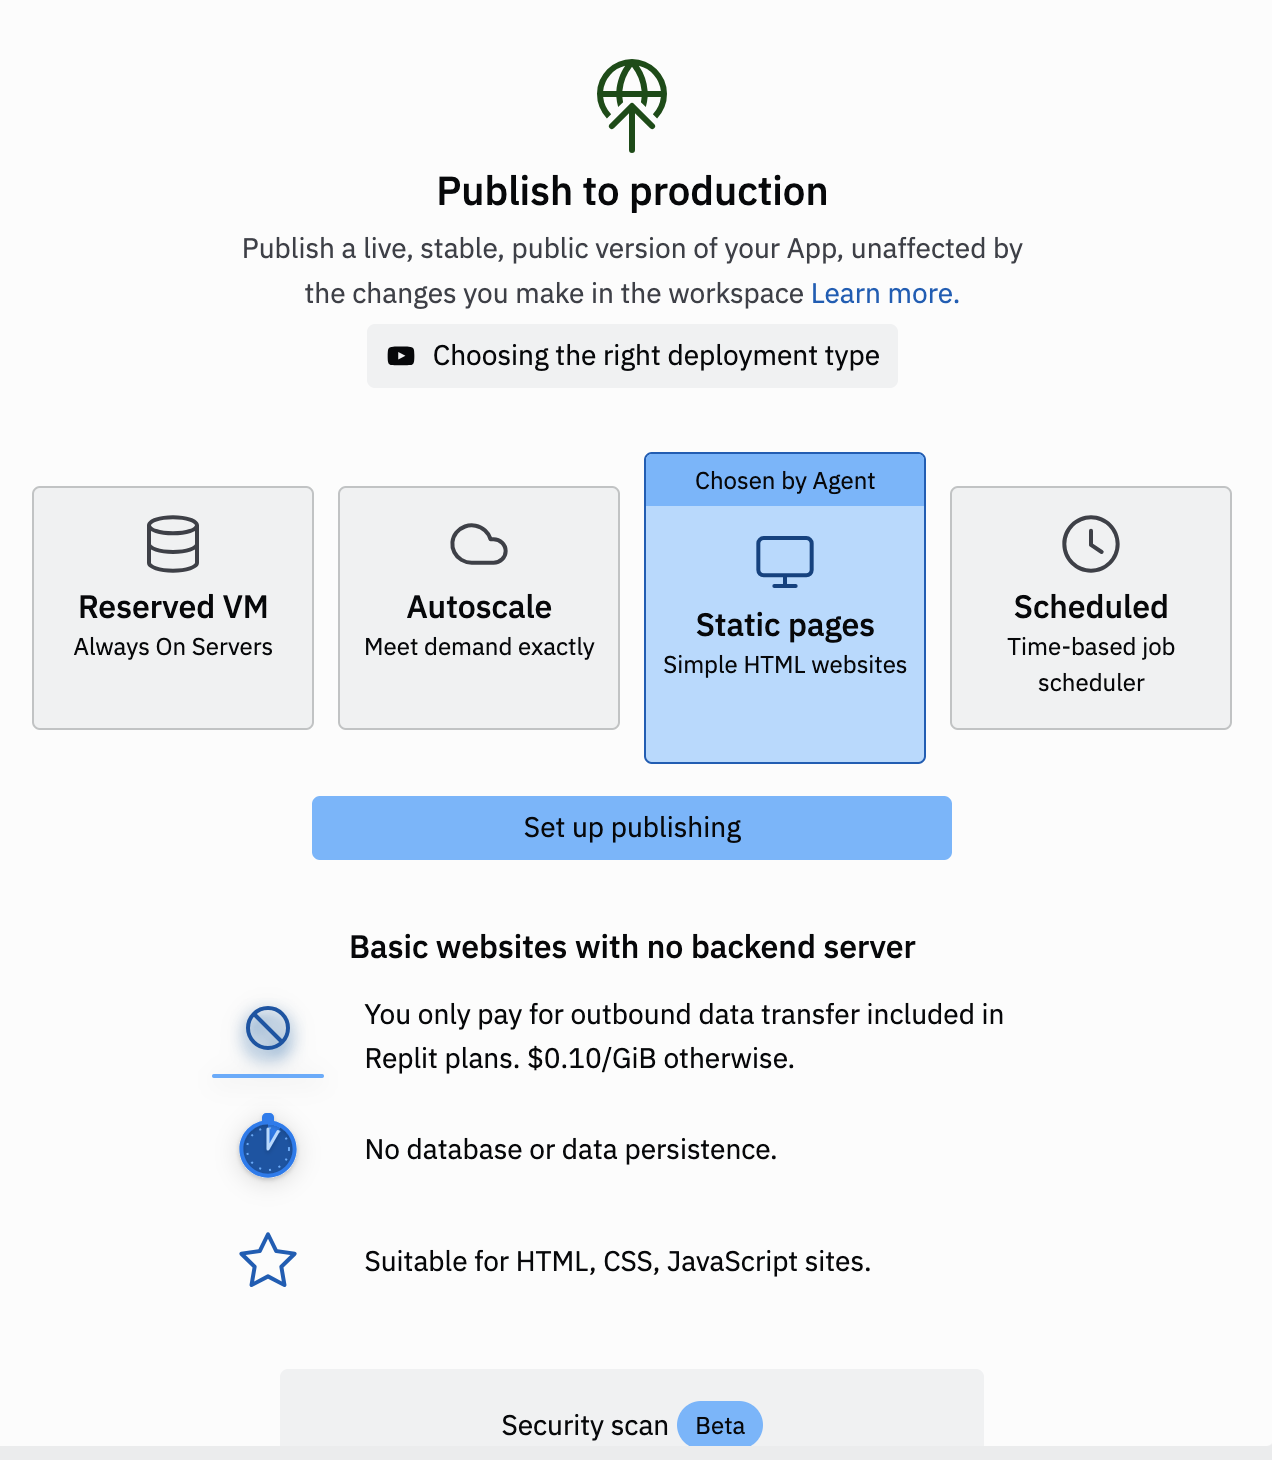 Publish to production
Publish a live, stable, public version of your App, unaffected by
the changes you make in the workspace Learn more.
Choosing the right deployment type
Reserved VM
Always On Servers
Autoscale
Meet demand exactly
Chosen by Agent
Static pages
Simple HTML websites
Scheduled
Time-based job
scheduler
Set up publishing
Basic websites with no backend server
You only pay for outbound data transfer included in
Replit plans. $0.10/GiB otherwise.
No database or data persistence.
Suitable for HTML, CSS, JavaScript sites.
Security scan Beta